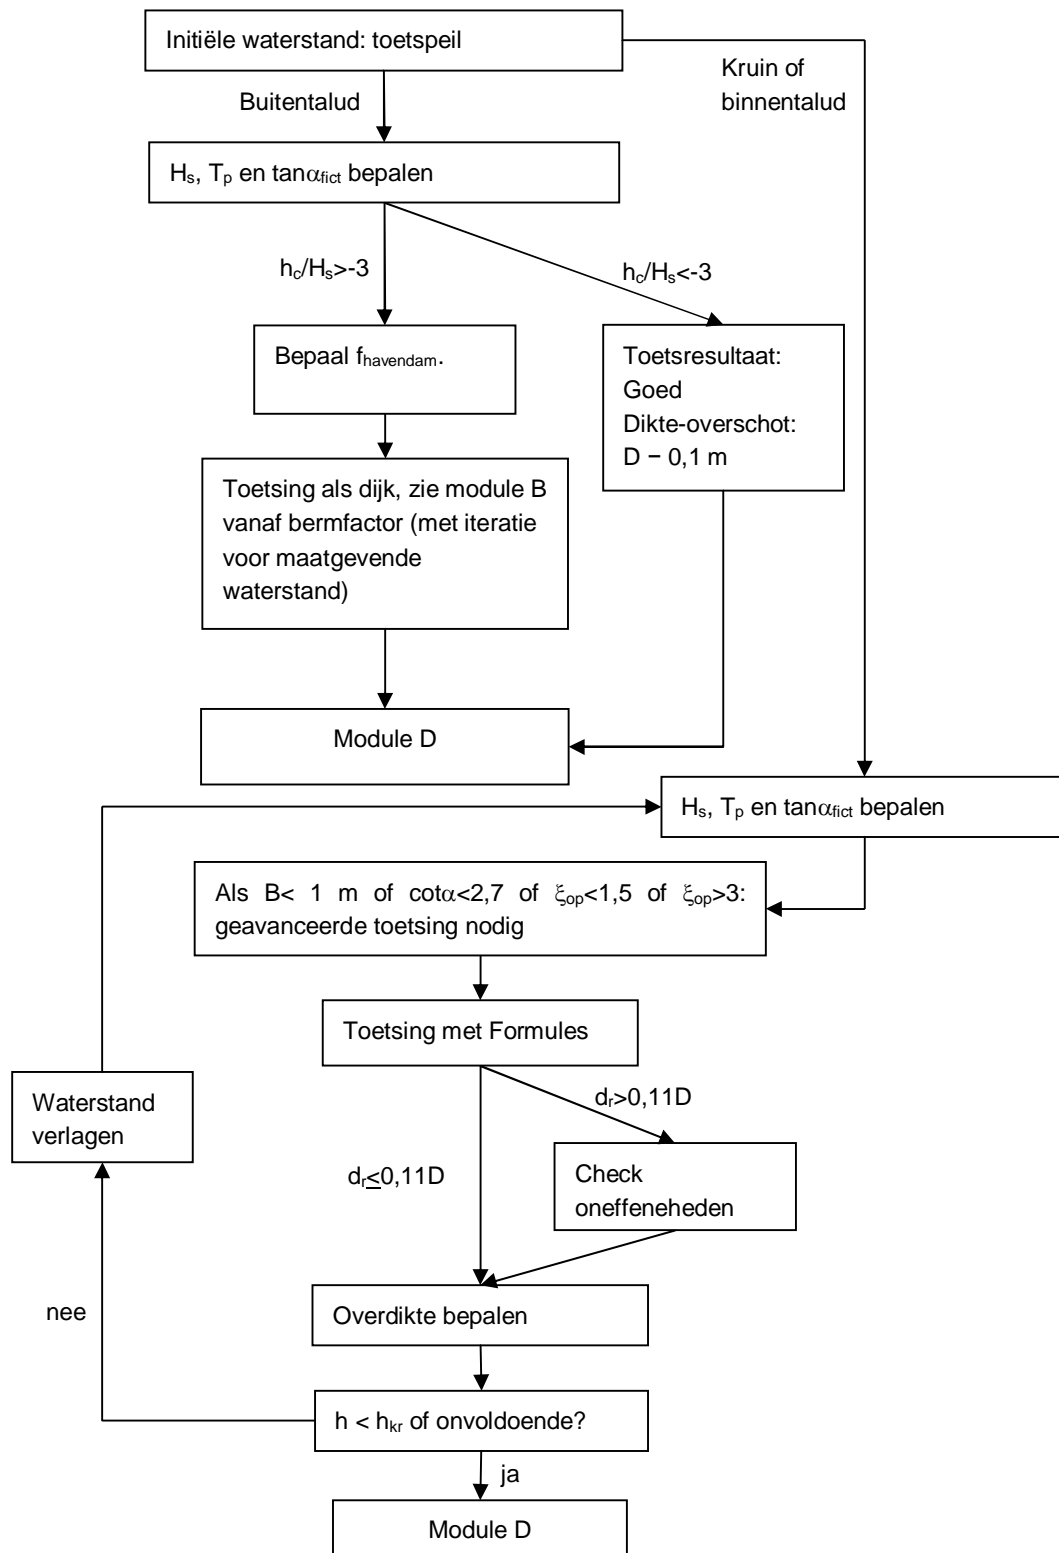 Initiële waterstand: toetspeil
Kruin of
binnentalud
Buitentalud
Hs, Tp en tanαfict bepalen
hc/Hs>-3
hc/Hs<-3
Bepaal fhavendam.
Toetsresultaat:
Goed
Dikte-overschot:
D – 0,1 m
Toetsing als dijk, zie module B
vanaf bermfactor (met iteratie
voor maatgevende
waterstand)
Module D
Hs, Tp en tanαfict bepalen
Als B< 1 m of cotα<2,7 of ξop<1,5 of ξop>3:
geavanceerde toetsing nodig
Toetsing met Formules
Waterstand
verlagen
dr>0,11D
dr≤0,11D
Check
oneffeneheden
nee
Overdikte bepalen
h < hkr of onvoldoende?
ja
Module D